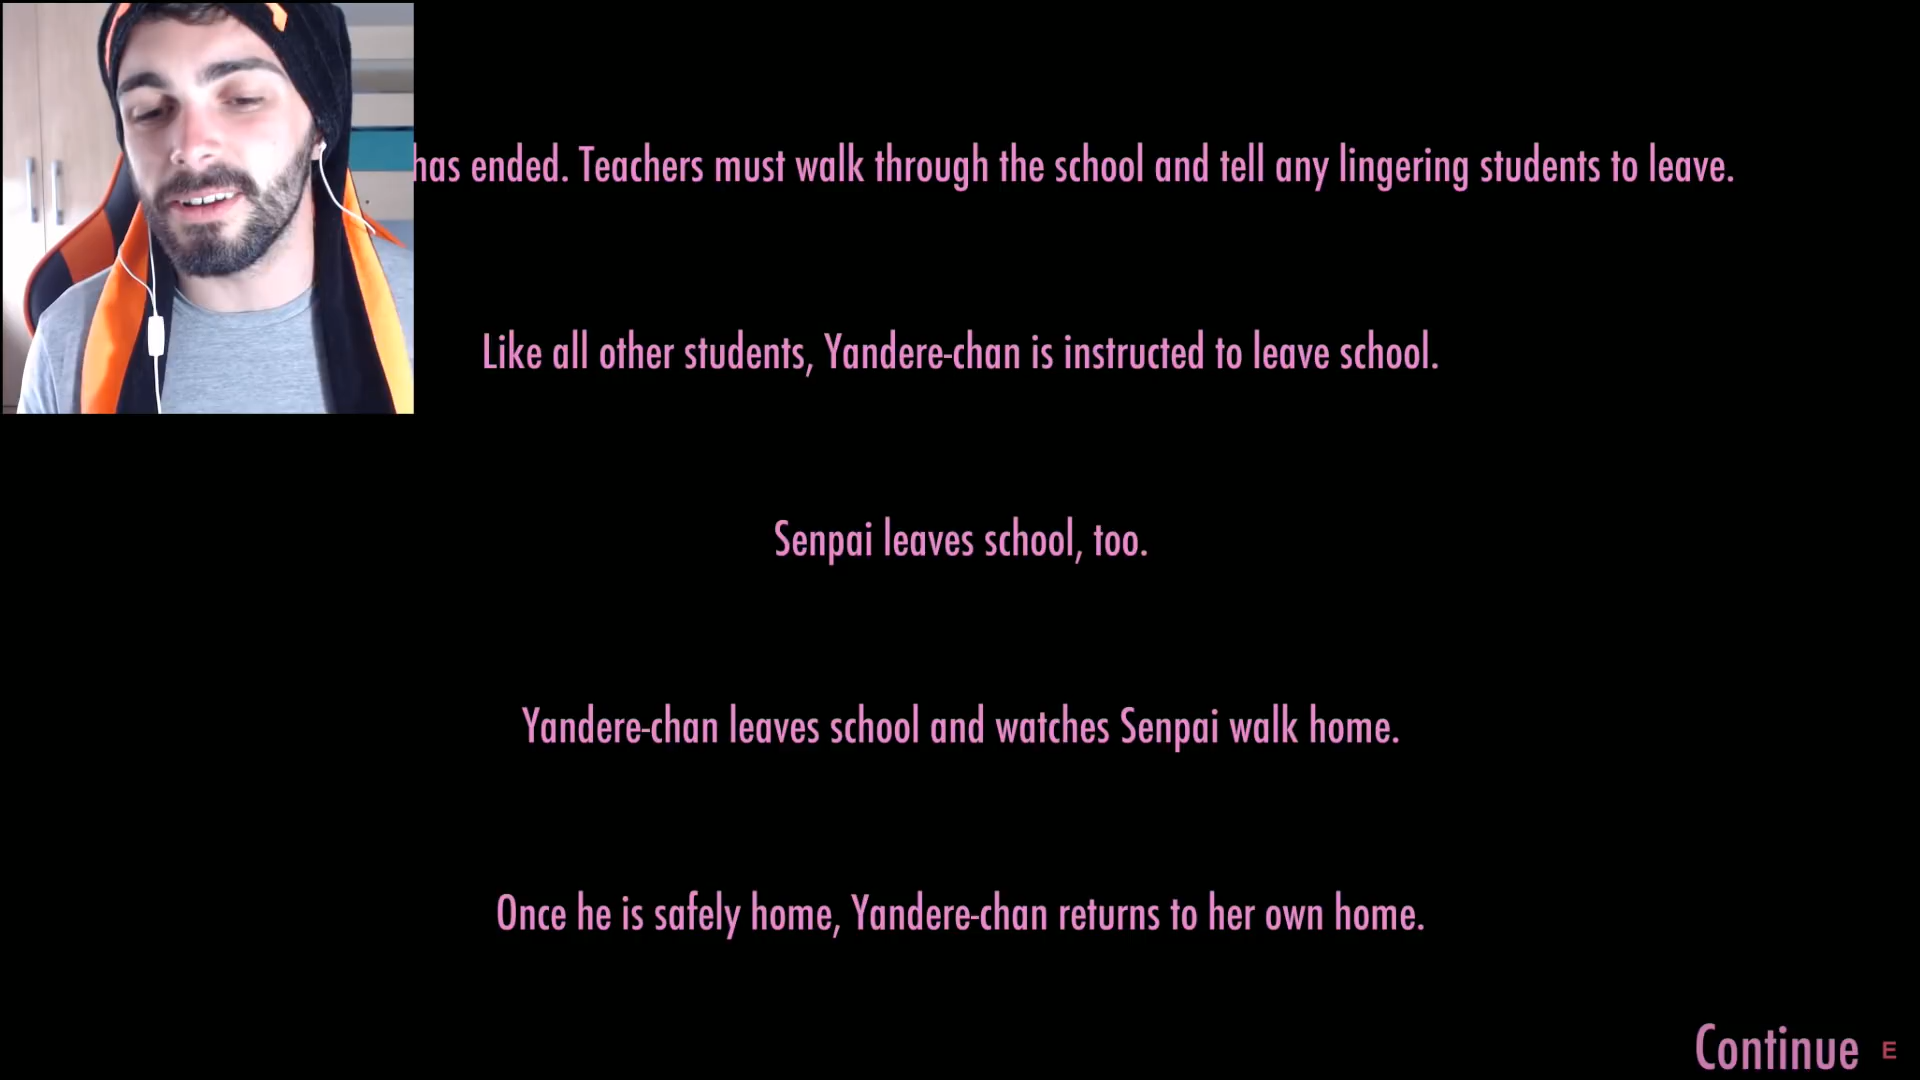 has ended. Teachers must walk through the school and tell any lingering students to leave.
Like all other students, Yandere-chan is instructed to leave school.
Senpai leaves school, too.
Yandere-chan leaves school and watches Senpai walk home.
Once he is safely home, Yandere-chan returns to her own home.
Continue E